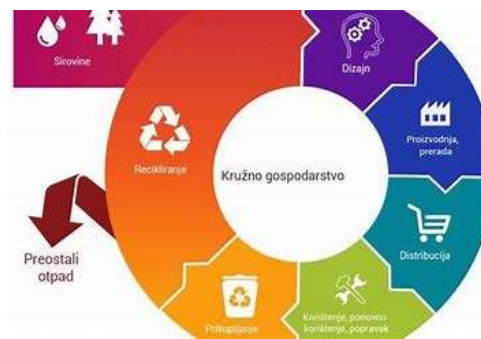 Sirovine
Dizajn
Proizvodnja,
prerada
Distribucija
Korištenje, ponovno
korištenje, popravak
Prikupljanje
Recikliranje
Kružno gospodarstvo
Preostali
otpad